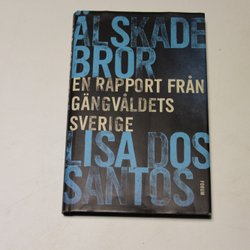 ÄLSKADE
BROR
EN RAPPORT FRÅN
GÄNGVÅLDETS
SVERIGE
LISA DOS
SANTOS
FORUM